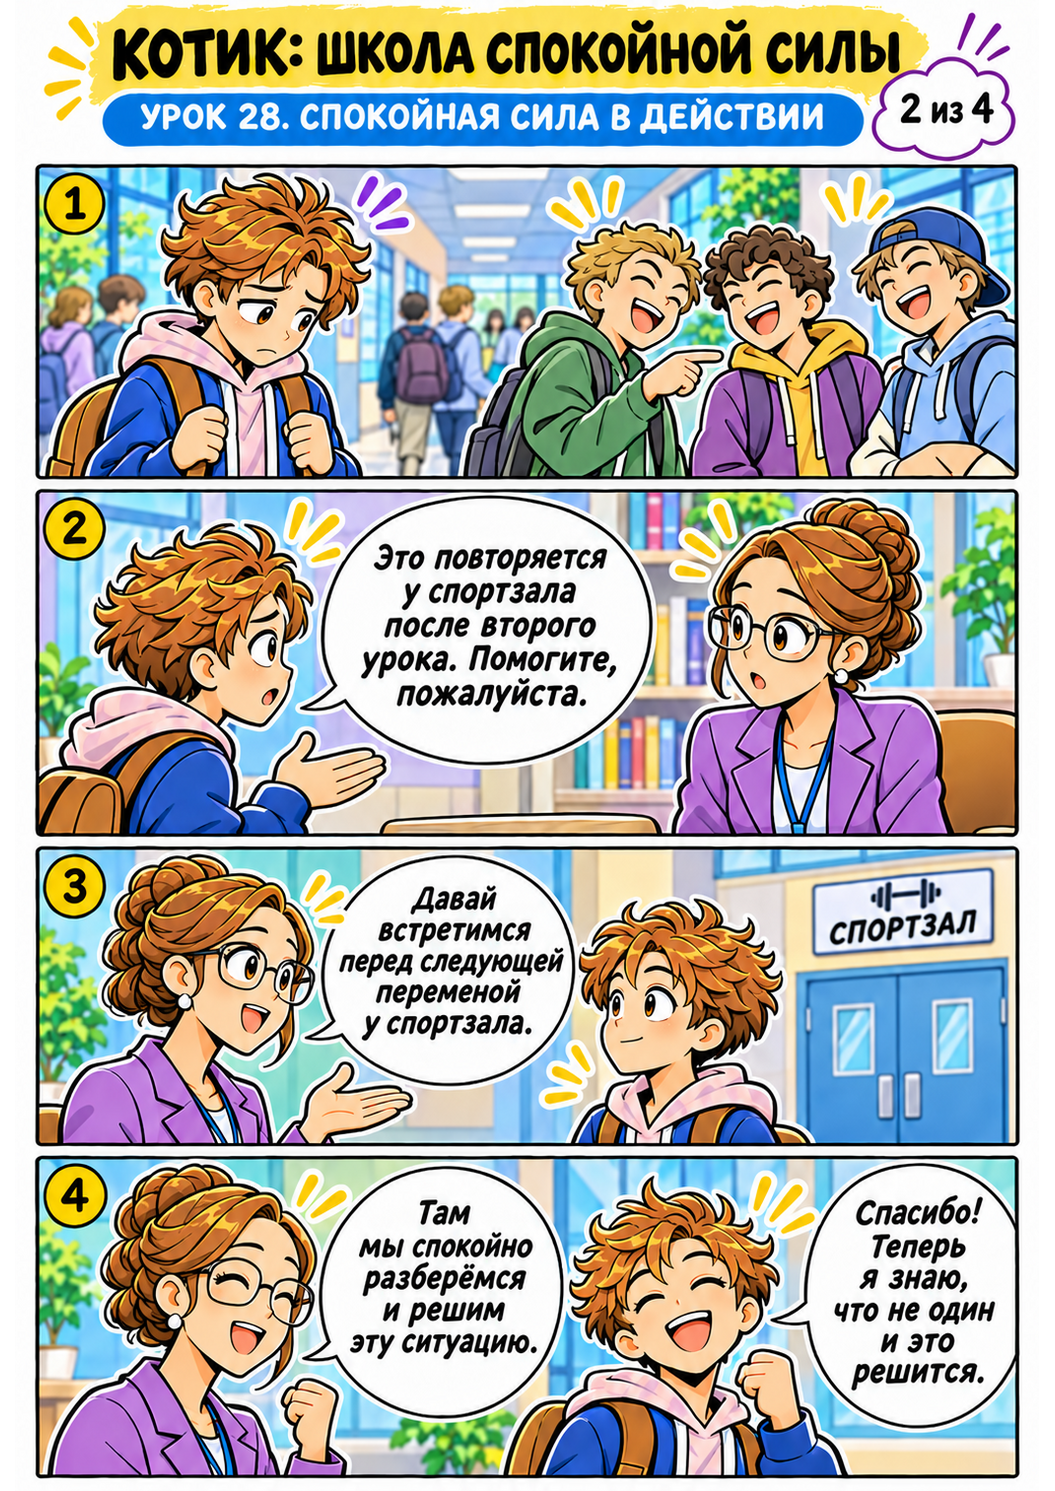 КОТИК: ШКОЛА СПОКОЙНОЙ СИЛЫ
УРОК 28. СПОКОЙНАЯ СИЛА В ДЕЙСТВИИ
2 из 4
1
2
Это повторяется
у спортзала
после второго
урока. Помогите,
пожалуйста.
3
Давай
встретимся
перед следующей
переменой
у спортзала.
СПОРТЗАЛ
4
Там
мы спокойно
разберёмся
и решим
эту ситуацию.
Спасибо!
Теперь
я знаю,
что не один
и это
решится.